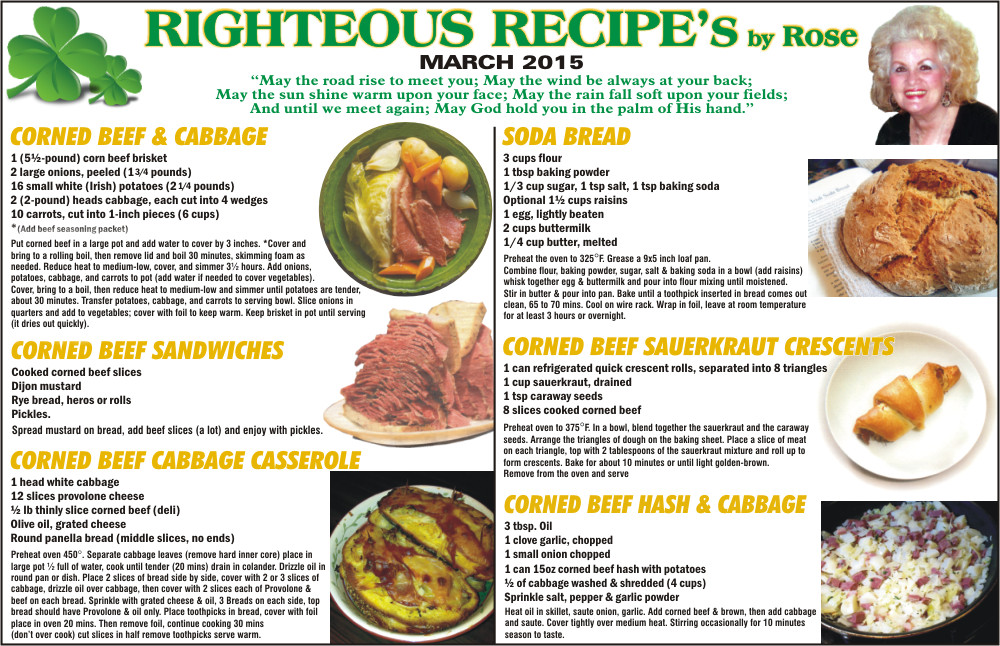 RIGHTEOUS RECIPE's by Rose
MARCH 2015
“May the road rise to meet you; May the wind be always at your back;
May the sun shine warm upon your face; May the rain fall soft upon your fields;
And until we meet again; May God hold you in the palm of His hand.”
CORNED BEEF & CABBAGE
1 (5½-pound) corn beef brisket
2 large onions, peeled (1 3/4 pounds)
16 small white (Irish) potatoes (2 1/4 pounds)
2 (2-pound) heads cabbage, each cut into 4 wedges
10 carrots, cut into 1-inch pieces (6 cups)
*(Add beef seasoning packet)
Put corned beef in a large pot and add water to cover by 3 inches. *Cover and
bring to a rolling boil, then remove lid and boil 30 minutes, skimming foam as
needed. Reduce heat to medium-low, cover, and simmer 3½ hours. Add onions,
potatoes, cabbage, and carrots to pot (add water if needed to cover vegetables).
Cover, bring to a boil, then reduce heat to medium-low and simmer until potatoes are tender,
about 30 minutes. Transfer potatoes, cabbage, and carrots to serving bowl. Slice onions in
quarters and add to vegetables; cover with foil to keep warm. Keep brisket in pot until serving
(it dries out quickly).
CORNED BEEF SANDWICHES
Cooked corned beef slices
Dijon mustard
Rye bread, heros or rolls
Pickles.
Spread mustard on bread, add beef slices (a lot) and enjoy with pickles.
CORNED BEEF CABBAGE CASSEROLE
1 head white cabbage
12 slices provolone cheese
½ lb thinly slice corned beef (deli)
Olive oil, grated cheese
Round panella bread (middle slices, no ends)
Preheat oven 450°. Separate cabbage leaves (remove hard inner core) place in
large pot ½ full of water, cook until tender (20 mins) drain in colander. Drizzle oil in
round pan or dish. Place 2 slices of bread side by side, cover with 2 or 3 slices of
cabbage, drizzle oil over cabbage, then cover with 2 slices each of Provolone &
beef on each bread. Sprinkle with grated cheese & oil, 3 Breads on each side, top
bread should have Provolone & oil only. Place toothpicks in bread, cover with foil
place in oven 20 mins. Then remove foil, continue cooking 30 mins
(don't over cook) cut slices in half remove toothpicks serve warm.
SODA BREAD
3 cups flour
1 tbsp baking powder
1/3 cup sugar, 1 tsp salt, 1 tsp baking soda
Optional 1½ cups raisins
1 egg, lightly beaten
2 cups buttermilk
1/4 cup butter, melted
Preheat the oven to 325°F. Grease a 9x5 inch loaf pan.
Combine flour, baking powder, sugar, salt & baking soda in a bowl (add raisins)
whisk together egg & buttermilk and pour into flour mixing until moistened.
Stir in butter & pour into pan. Bake until a toothpick inserted in bread comes out
clean, 65 to 70 mins. Cool on wire rack. Wrap in foil, leave at room temperature
for at least 3 hours or overnight.
CORNED BEEF SAUERKRAUT CRESCENTS
1 can refrigerated quick crescent rolls, separated into 8 triangles
1 cup sauerkraut, drained
1 tsp caraway seeds
8 slices cooked corned beef
Preheat oven to 375°F. In a bowl, blend together the sauerkraut and the caraway
seeds. Arrange the triangles of dough on the baking sheet. Place a slice of meat
on each triangle, top with 2 tablespoons of the sauerkraut mixture and roll up to
form crescents. Bake for about 10 minutes or until light golden-brown.
Remove from the oven and serve
CORNED BEEF HASH & CABBAGE
3 tbsp. Oil
1 clove garlic, chopped
1 small onion chopped
1 can 15oz corned beef hash with potatoes
½ of cabbage washed & shredded (4 cups)
Sprinkle salt, pepper & garlic powder
Heat oil in skillet, saute onion, garlic. Add corned beef & brown, then add cabbage
and saute. Cover tightly over medium heat. Stirring occasionally for 10 minutes
season to taste.